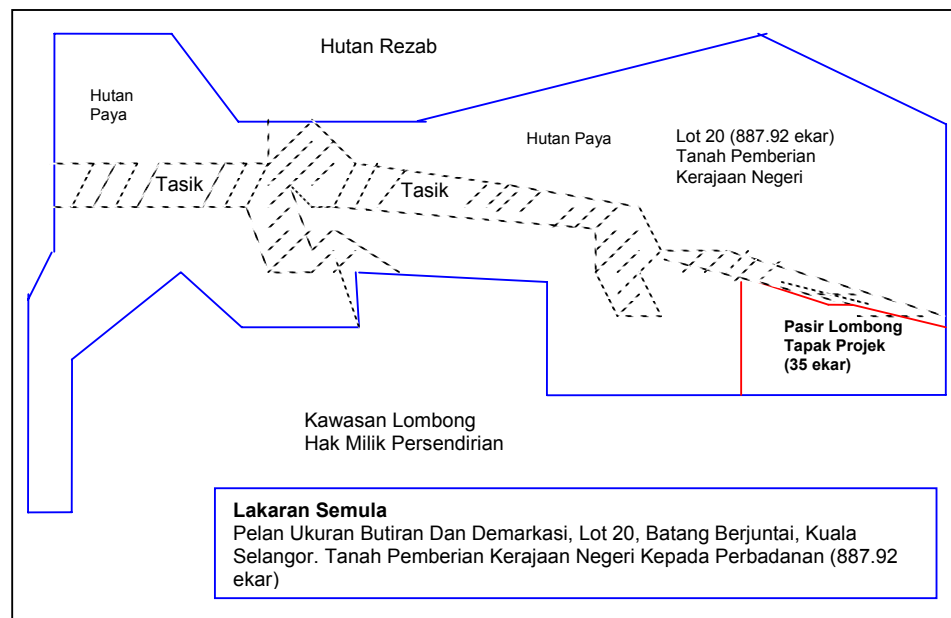 Hutan Rezab
Hutan
Paya
Hutan Paya
Lot 20 (887.92 ekar)
Tanah Pemberian
Kerajaan Negeri
Tasik
Tasik
Pasir Lombong
Tapak Projek
(35 ekar)
Kawasan Lombong
Hak Milik Persendirian
Lakaran Semula
Pelan Ukuran Butiran Dan Demarkasi, Lot 20, Batang Berjuntai, Kuala
Selangor. Tanah Pemberian Kerajaan Negeri Kepada Perbadanan (887.92
ekar)